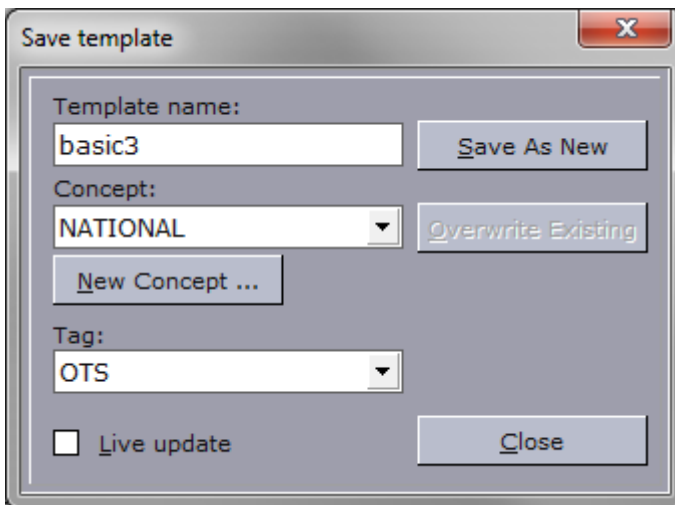 Save template
Template name:
basic3
Save As New
Concept:
NATIONAL
Overwrite Existing
New Concept ...
Tag:
OTS
Live update
Close